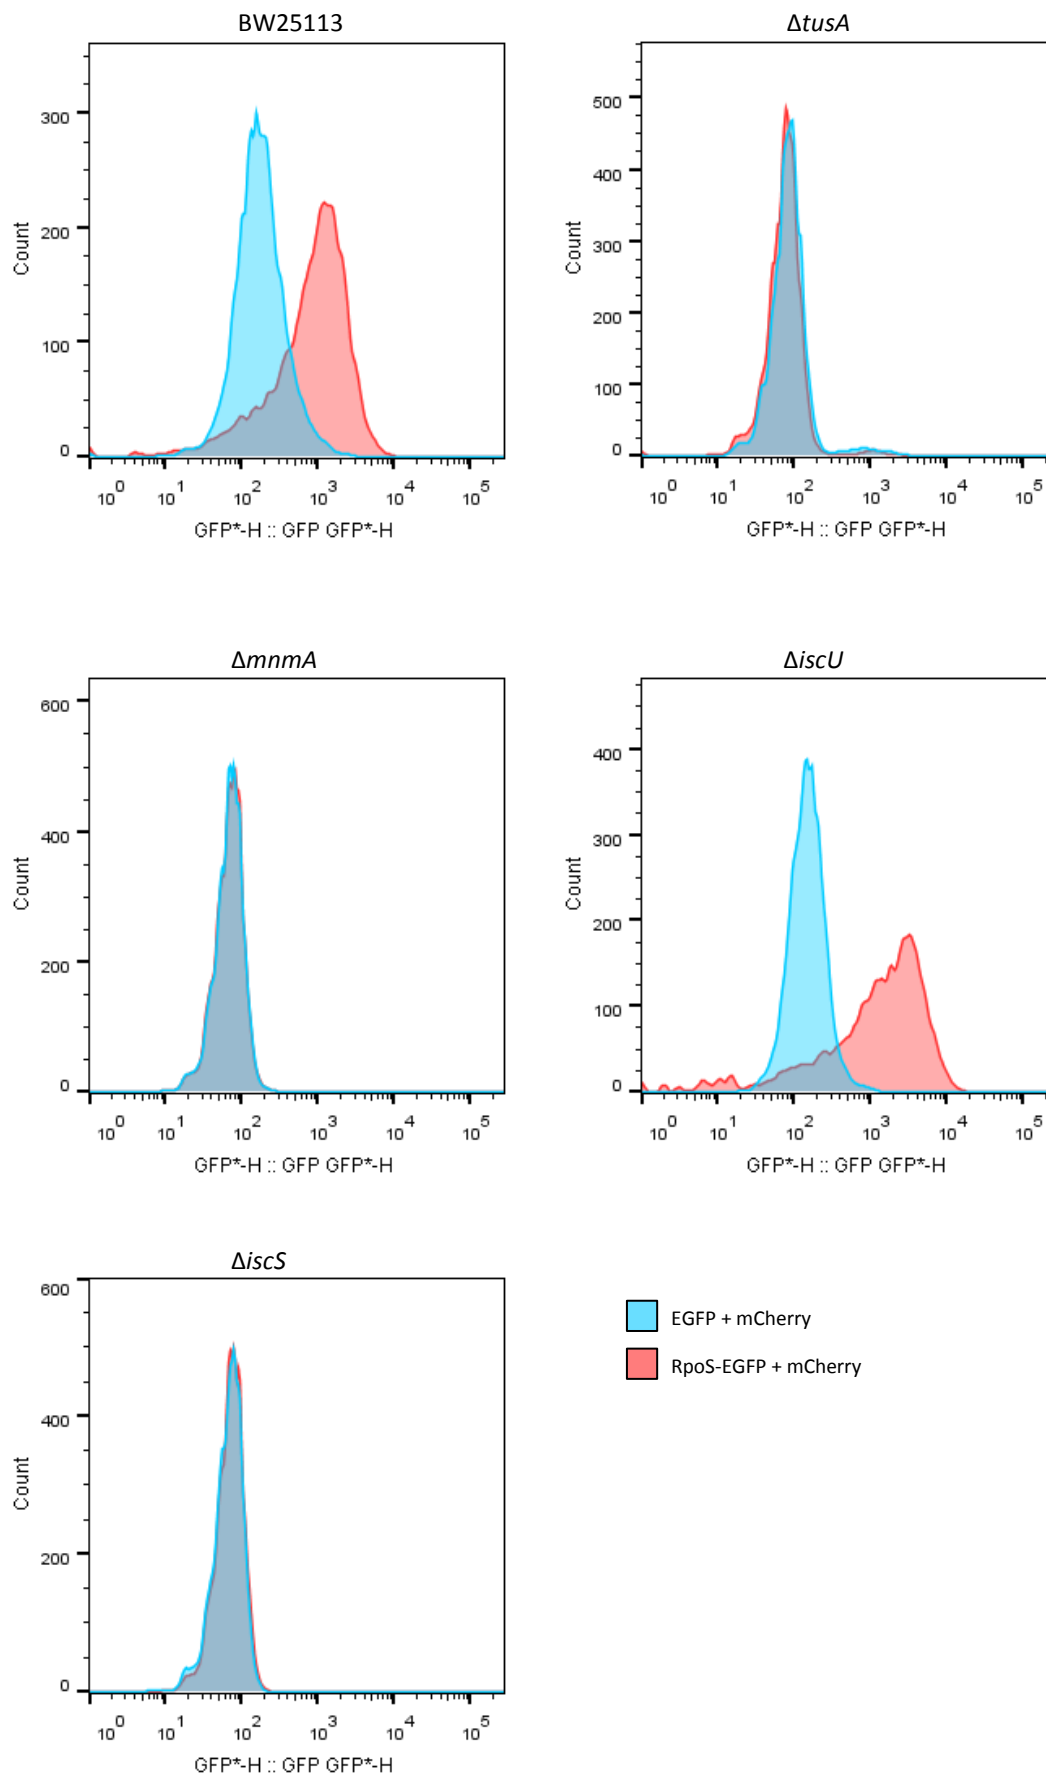 BW25113
300
200
100
0
Count
10^0 10^1 10^2 10^3 10^4 10^5
GFP*-H :: GFP GFP*-H
ΔtusA
500
400
300
200
100
0
Count
10^0 10^1 10^2 10^3 10^4 10^5
GFP*-H :: GFP GFP*-H
ΔmnmA
600
400
200
0
Count
10^0 10^1 10^2 10^3 10^4 10^5
GFP*-H :: GFP GFP*-H
ΔiscU
400
300
200
100
0
Count
10^0 10^1 10^2 10^3 10^4 10^5
GFP*-H :: GFP GFP*-H
ΔiscS
600
400
200
0
Count
10^0 10^1 10^2 10^3 10^4 10^5
GFP*-H :: GFP GFP*-H
EGFP + mCherry
RpoS-EGFP + mCherry